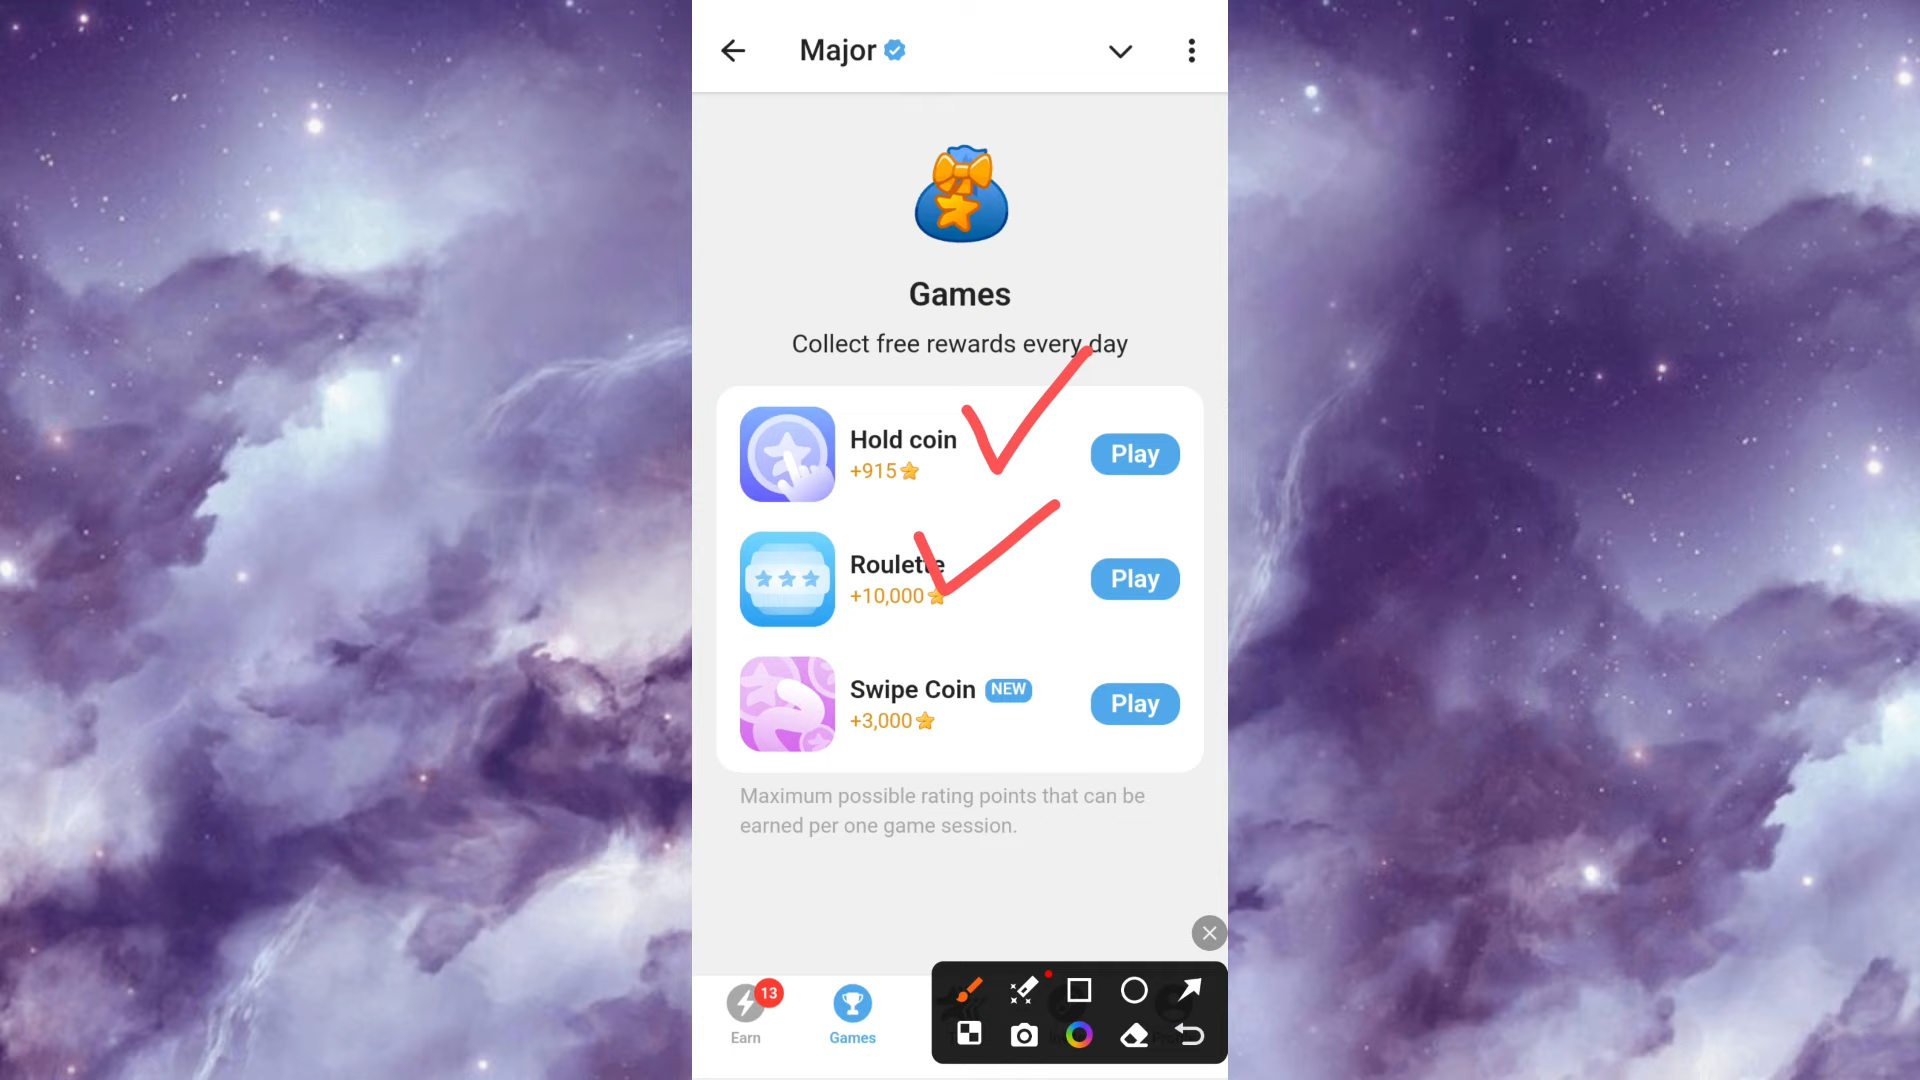 Major
Games
Collect free rewards every day
Hold coin
+915
Play
Roulette
+10,000
Play
Swipe Coin NEW
+3,000
Play
Maximum possible rating points that can be
earned per one game session.
13
Earn
Games